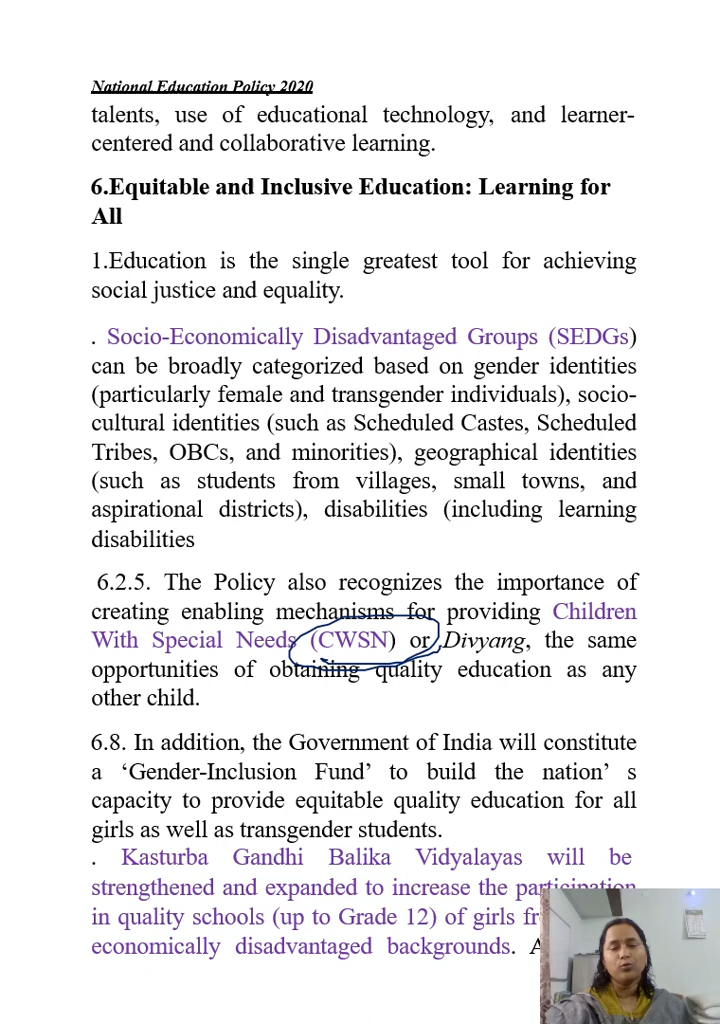 National Education Policy 2020
talents, use of educational technology, and learner-
centered and collaborative learning.
6.Equitable and Inclusive Education: Learning for
All
1.Education is the single greatest tool for achieving
social justice and equality.
. Socio-Economically Disadvantaged Groups (SEDGs)
can be broadly categorized based on gender identities
(particularly female and transgender individuals), socio-
cultural identities (such as Scheduled Castes, Scheduled
Tribes, OBCs, and minorities), geographical identities
(such as students from villages, small towns, and
aspirational districts), disabilities (including learning
disabilities
6.2.5. The Policy also recognizes the importance of
creating enabling mechanisms for providing Children
With Special Needs (CWSN) or Divyang, the same
opportunities of obtaining quality education as any
other child.
6.8. In addition, the Government of India will constitute
a ‘Gender-Inclusion Fund’ to build the nation’ s
capacity to provide equitable quality education for all
girls as well as transgender students.
. Kasturba Gandhi Balika Vidyalayas will be
strengthened and expanded to increase the participation
in quality schools (up to Grade 12) of girls
economically disadvantaged backgrounds.